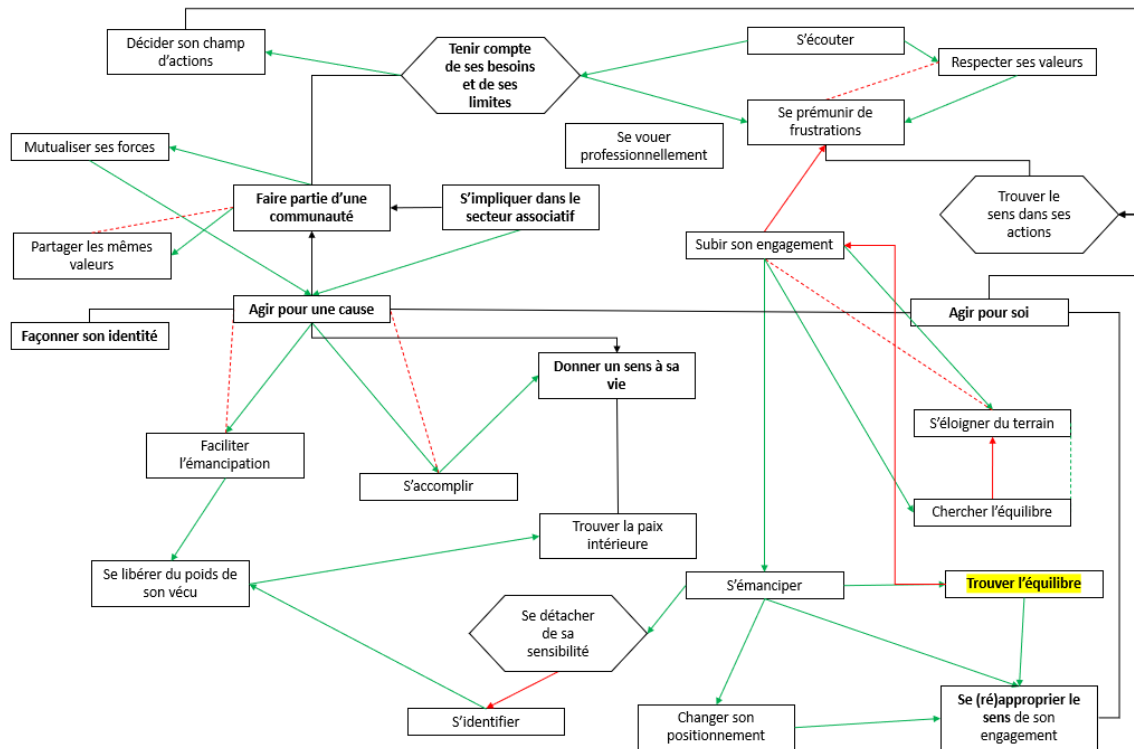 Décider son champ
d'actions
Tenir compte
de ses besoins
et de ses
limites
S'écouter
Respecter ses valeurs
Se prémunir de
frustrations
Se vouer
professionnellement
Mutualiser ses forces
Faire partie d'une
communauté
S'impliquer dans le
secteur associatif
Trouver le
sens dans ses
actions
Partager les mêmes
valeurs
Subir son engagement
Agir pour une cause
Agir pour soi
Façonner son identité
Donner un sens à sa
vie
S'éloigner du terrain
Faciliter
l'émancipation
S'accomplir
Chercher l'équilibre
Trouver la paix
intérieure
Se libérer du poids de
son vécu
S'émanciper
Trouver l'équilibre
Se détacher
de sa
sensibilité
S'identifier
Changer son
positionnement
Se (ré)approprier le
sens de son
engagement